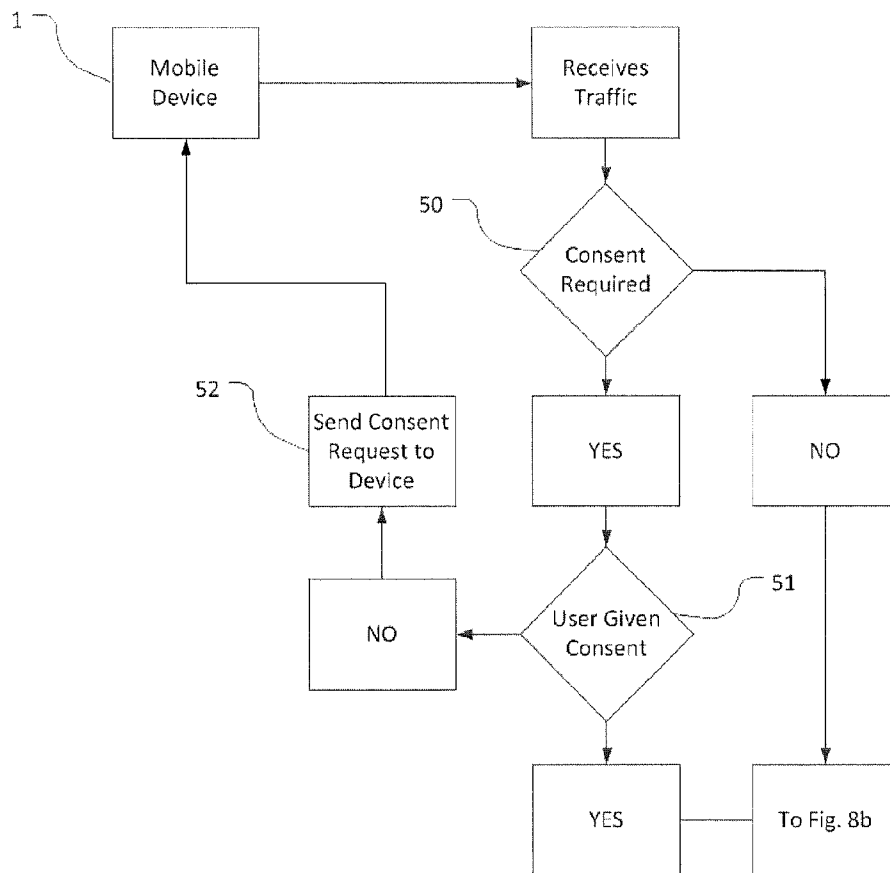 1
Mobile
Device
Receives
Traffic
50
Consent
Required
52
Send Consent
Request to
Device
YES
NO
51
NO
User Given
Consent
YES
To Fig. 8b